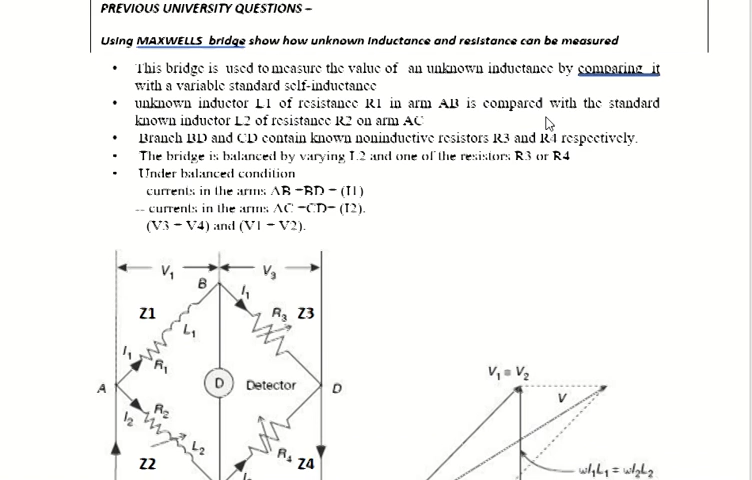 PREVIOUS UNIVERSITY QUESTIONS –
Using MAXWELLS bridge show how unknown inductance and resistance can be measured
• This bridge is used to measure the value of an unknown inductance by comparing it
with a variable standard self-inductance
• unknown inductor L1 of resistance R1 in arm AB is compared with the standard
known inductor L2 of resistance R2 on arm AC
• Branch BD and CD contain known noninductive resistors R3 and R4 respectively.
• The bridge is balanced by varying L2 and one of the resistors R3 or R4
• Under balanced condition
currents in the arms AB =BD = (I1)
-- currents in the arms AC =CD= (I2).
(V3 = V4) and (V1 = V2).
V1 V3
B I1
Z1 R3 Z3
L1
I1 R1
V1 = V2
A D Detector D
V
I2 R2
L2
Z2 R4 Z4
wI1L1 = wI2L2